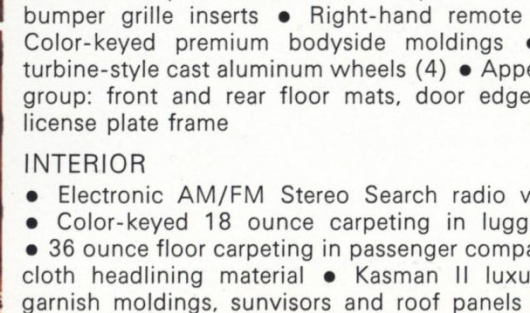 bumper grille inserts ● Right-hand remote
Color-keyed premium bodyside moldings ●
turbine-style cast aluminum wheels (4) ● Appe
group: front and rear floor mats, door edge
license plate frame
INTERIOR
● Electronic AM/FM Stereo Search radio w
● Color-keyed 18 ounce carpeting in lugg
● 36 ounce floor carpeting in passenger compa
cloth headlining material ● Kasman II luxu
garnish moldings, sunvisors and roof panels